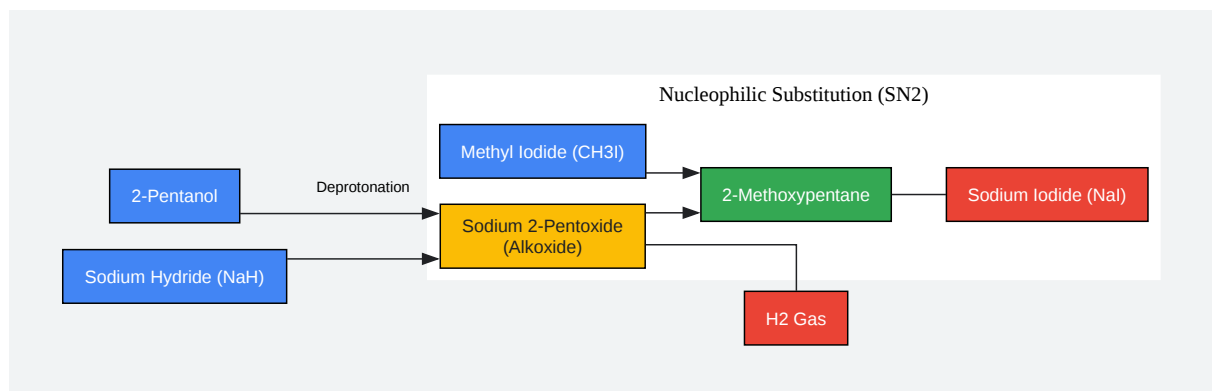 Nucleophilic Substitution (SN2)
Methyl Iodide (CH3I)
2-Pentanol
Deprotonation
2-Methoxypentane
Sodium Iodide (NaI)
Sodium 2-Pentoxide
(Alkoxide)
Sodium Hydride (NaH)
H2 Gas